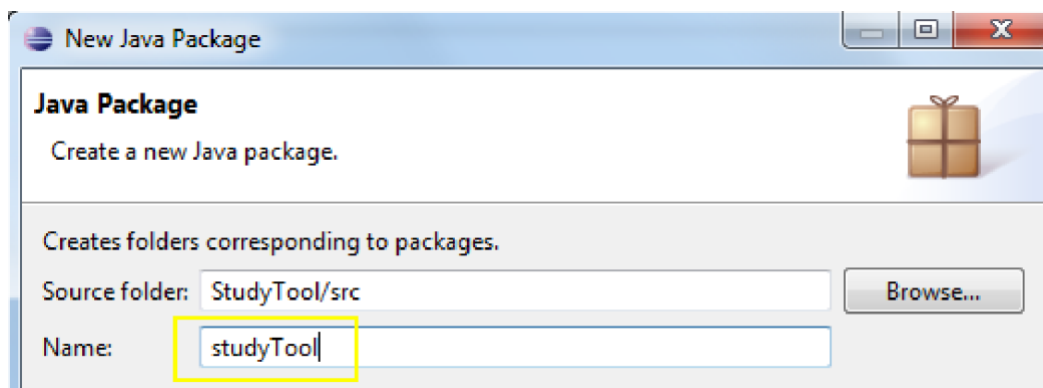 New Java Package
Java Package
Create a new Java package.
Creates folders corresponding to packages.
Source folder: StudyTool/src Browse...
Name: studyTool